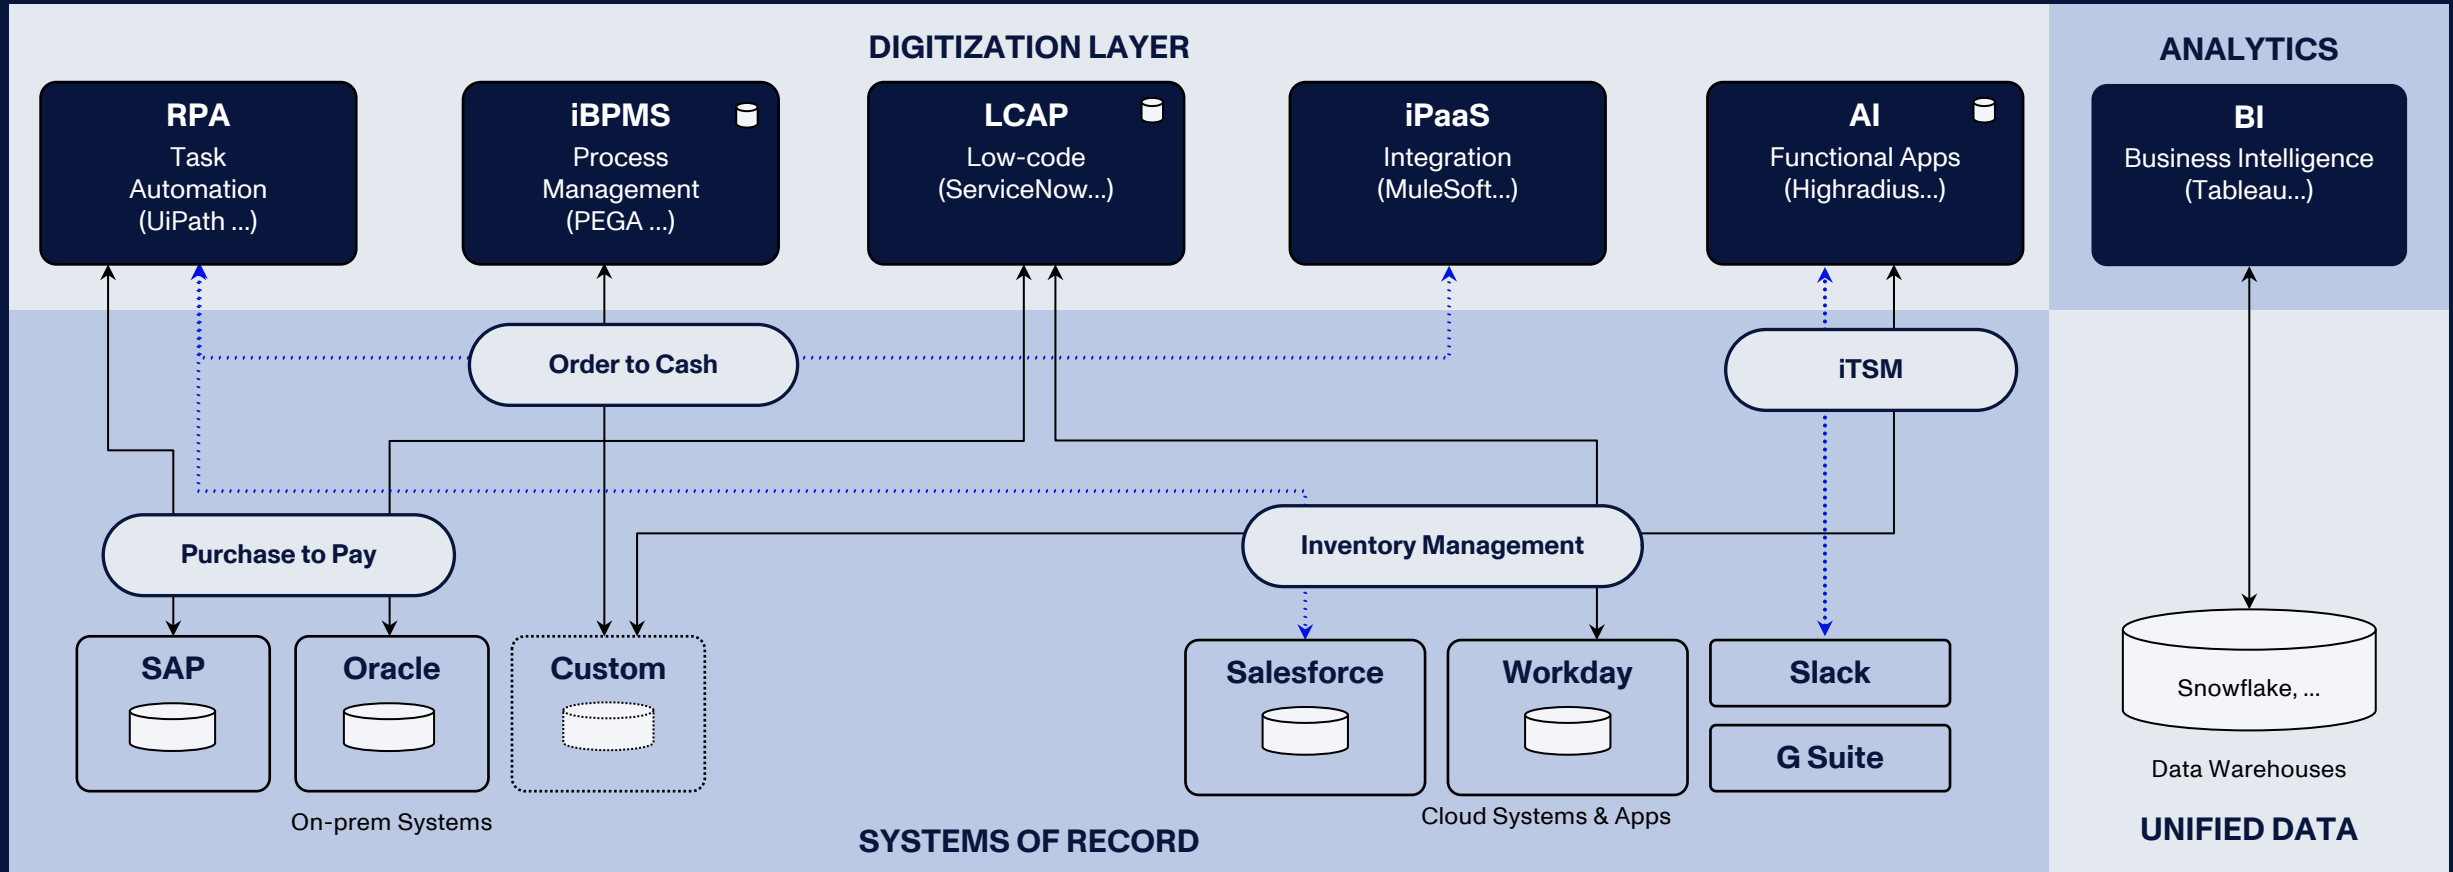 DIGITIZATION LAYER
ANALYTICS
RPA
Task
Automation
(UiPath ...)
iBPMS
Process
Management
(PEGA ...)
LCAP
Low-code
(ServiceNow...)
iPaaS
Integration
(MuleSoft...)
AI
Functional Apps
(Highradius...)
BI
Business Intelligence
(Tableau...)
Order to Cash
iTSM
Purchase to Pay
Inventory Management
SAP
Oracle
Custom
Salesforce
Workday
Slack
G Suite
Snowflake, ...
On-prem Systems
Cloud Systems & Apps
Data Warehouses
SYSTEMS OF RECORD
UNIFIED DATA